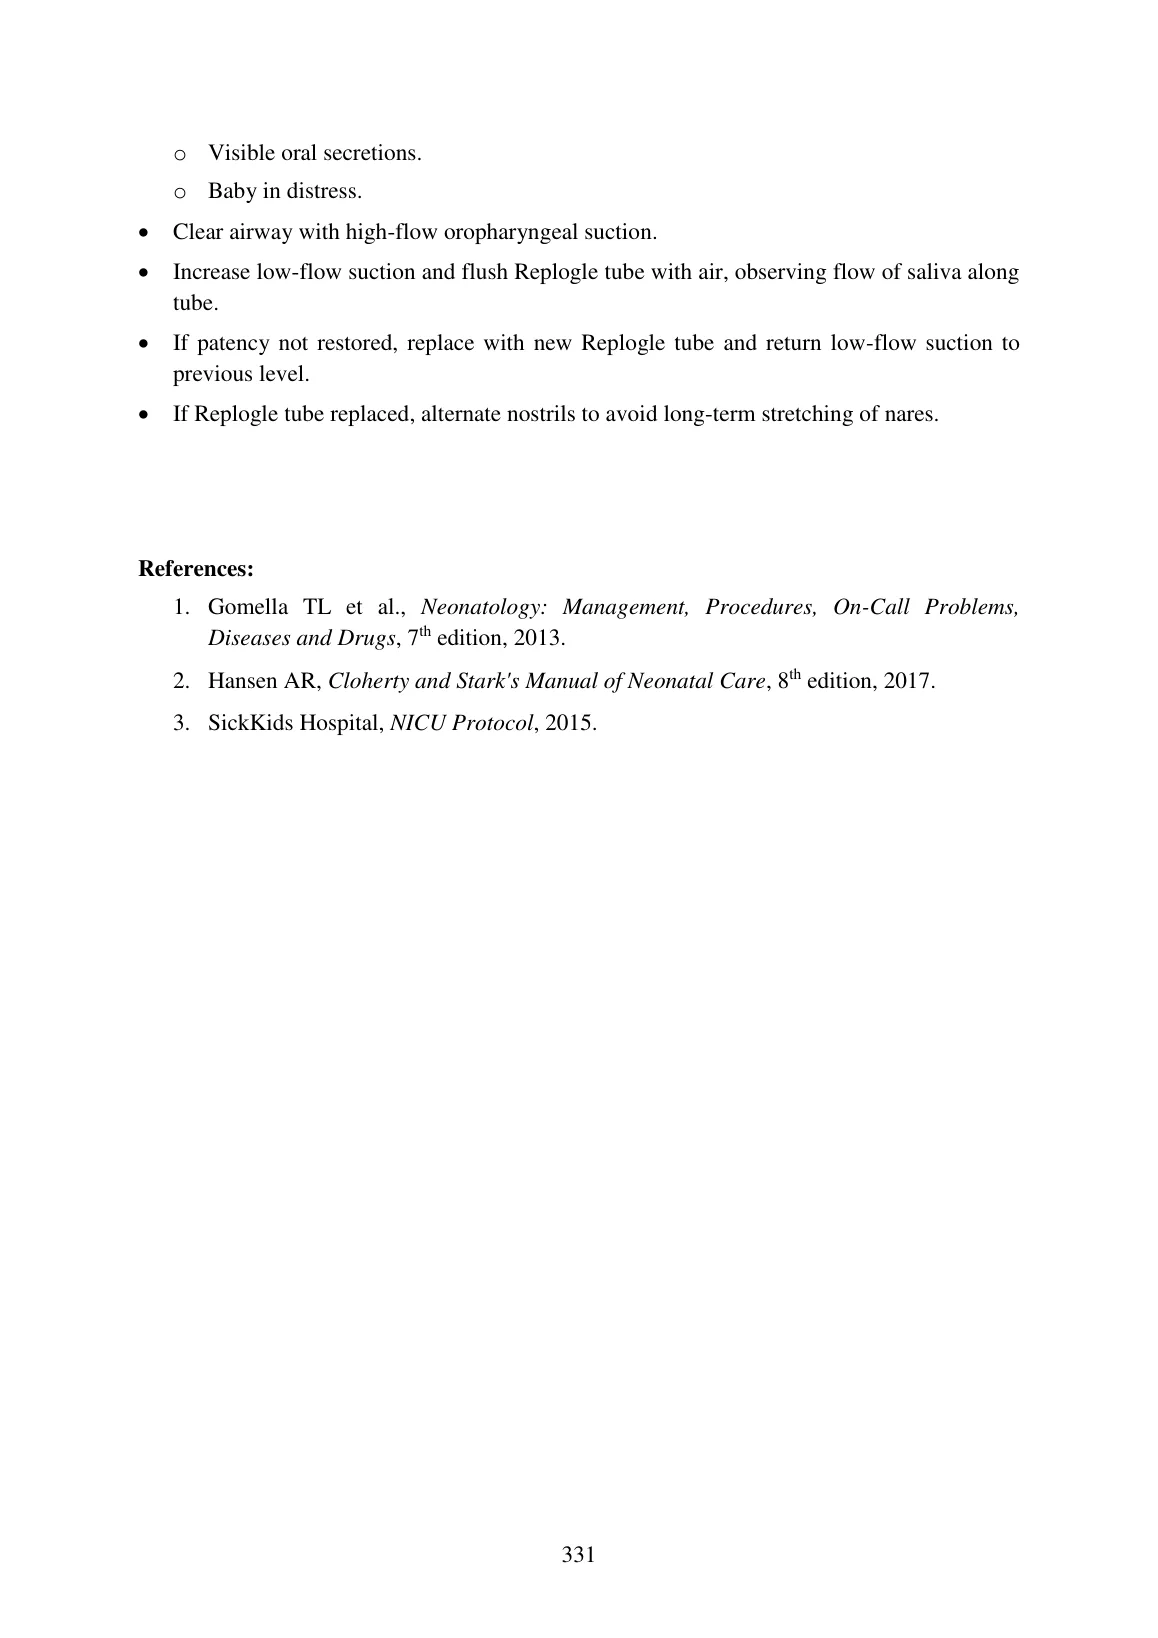 o Visible oral secretions.
o Baby in distress.
• Clear airway with high-flow oropharyngeal suction.
• Increase low-flow suction and flush Replogle tube with air, observing flow of saliva along
tube.
• If patency not restored, replace with new Replogle tube and return low-flow suction to
previous level.
• If Replogle tube replaced, alternate nostrils to avoid long-term stretching of nares.
References:
1. Gomella TL et al., Neonatology: Management, Procedures, On-Call Problems,
Diseases and Drugs, 7th edition, 2013.
2. Hansen AR, Cloherty and Stark's Manual of Neonatal Care, 8th edition, 2017.
3. SickKids Hospital, NICU Protocol, 2015.
331